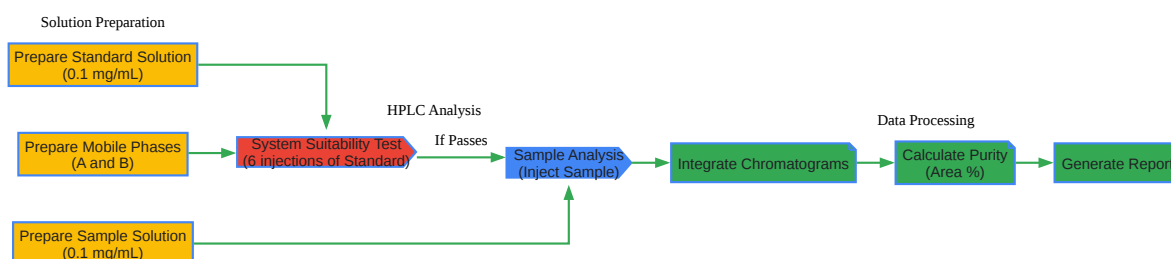 Solution Preparation
Prepare Standard Solution
(0.1 mg/mL)
Prepare Mobile Phases
(A and B)
Prepare Sample Solution
(0.1 mg/mL)
HPLC Analysis
System Suitability Test
(6 injections of Standard)
If Passes
Sample Analysis
(Inject Sample)
Data Processing
Integrate Chromatograms
Calculate Purity
(Area %)
Generate Report